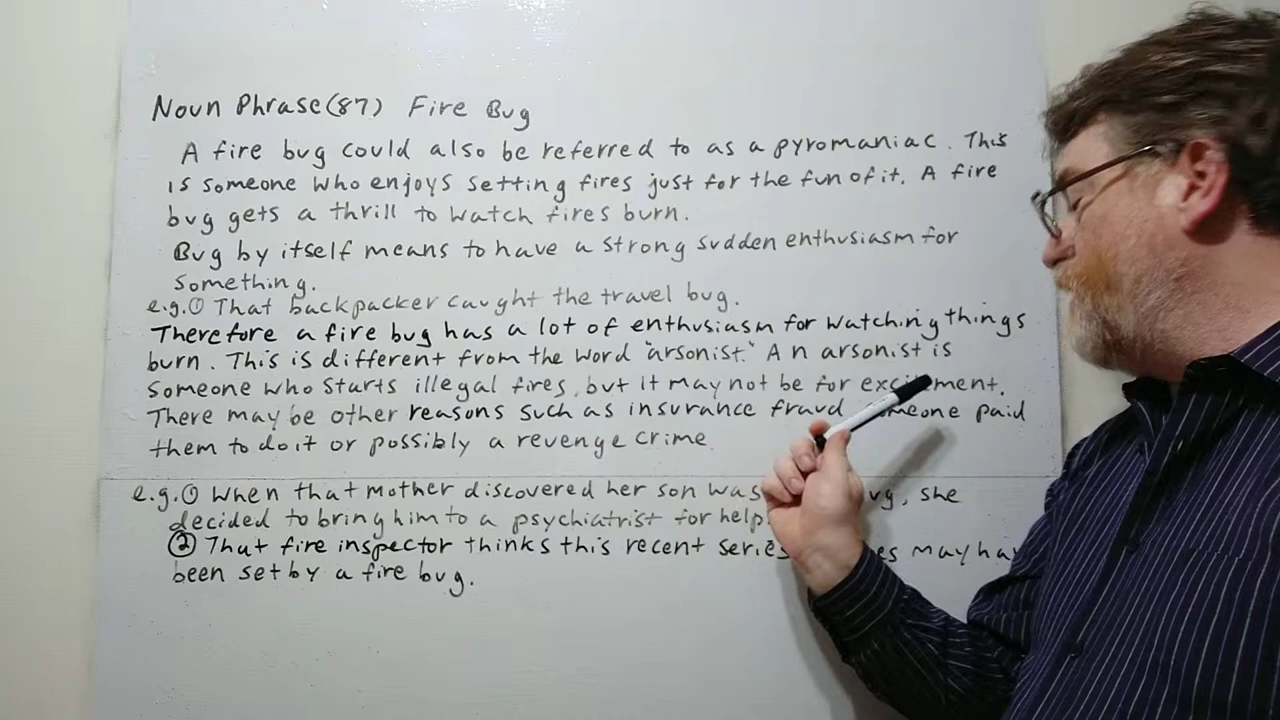 Noun Phrase(87) Fire Bug
A fire bug could also be referred to as a pyromaniac. This
is someone who enjoys setting fires just for the fun of it. A fire
bug gets a thrill to watch fires burn.
Bug by itself means to have a strong sudden enthusiasm for
something.
e.g.① That backpacker caught the travel bug.
Therefore a fire bug has a lot of enthusiasm for watching things
burn. This is different from the word "arsonist." An arsonist is
someone who starts illegal fires, but it may not be for excitement.
There may be other reasons such as insurance fraud someone paid
them to do it or possibly a revenge crime.
e.g.① When that mother discovered her son was she
decided to bring him to a psychiatrist for help.
② That fire inspector thinks this recent series may
been set by a fire bug.